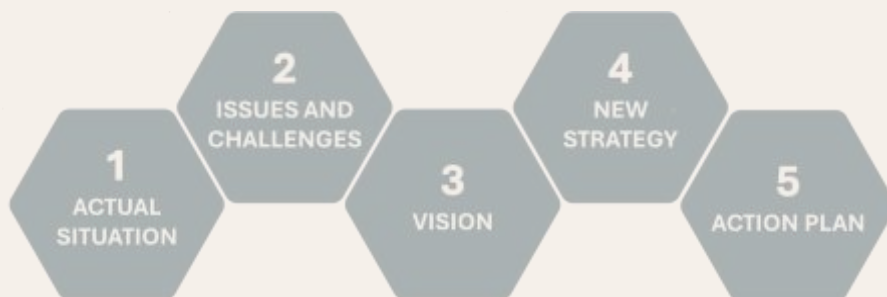 1
ACTUAL
SITUATION
2
ISSUES AND
CHALLENGES
3
VISION
4
NEW
STRATEGY
5
ACTION PLAN